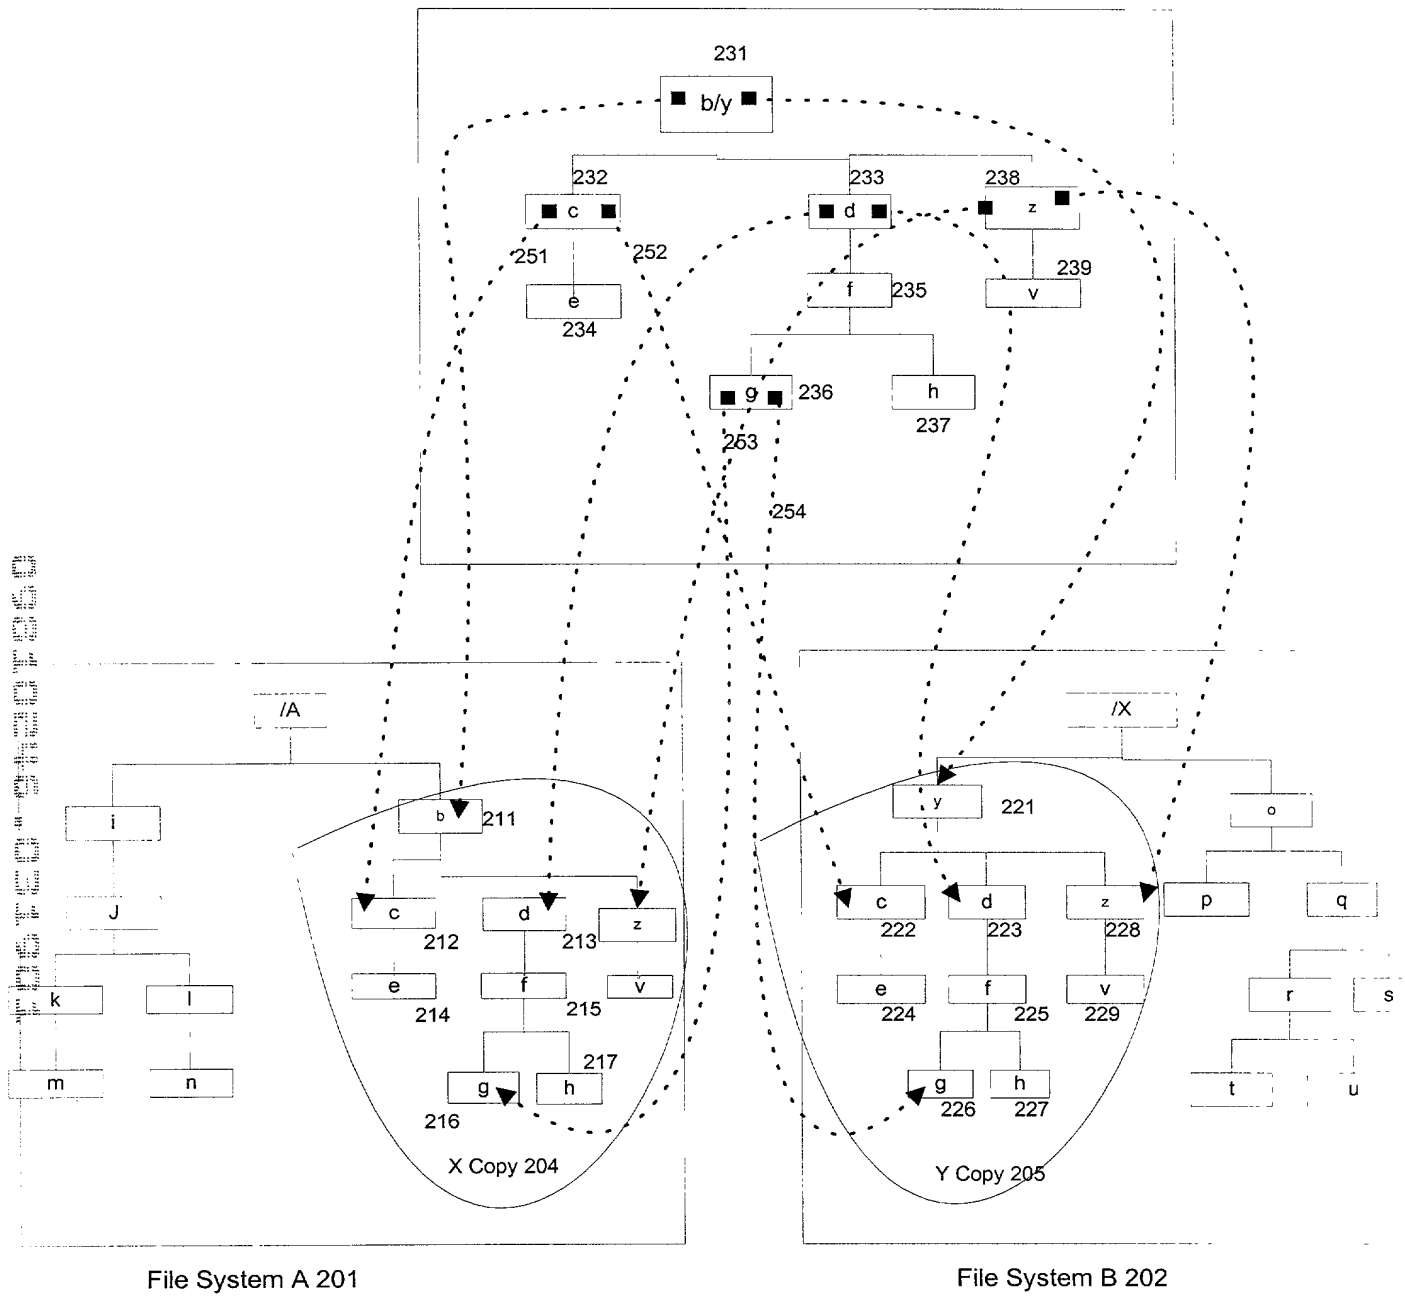 231
b/y
232
233
238
c
d
z
251
252
239
e
f
235
v
234
g
236
h
253
237
254
/A
/X
i
b
211
y
221
o
J
c
d
z
c
d
z
p
q
212
213
222
223
228
k
l
e
f
v
e
f
v
r
s
214
215
224
225
229
m
n
g
h
217
g
h
t
u
216
226
227
X Copy 204
Y Copy 205
File System A 201
File System B 202